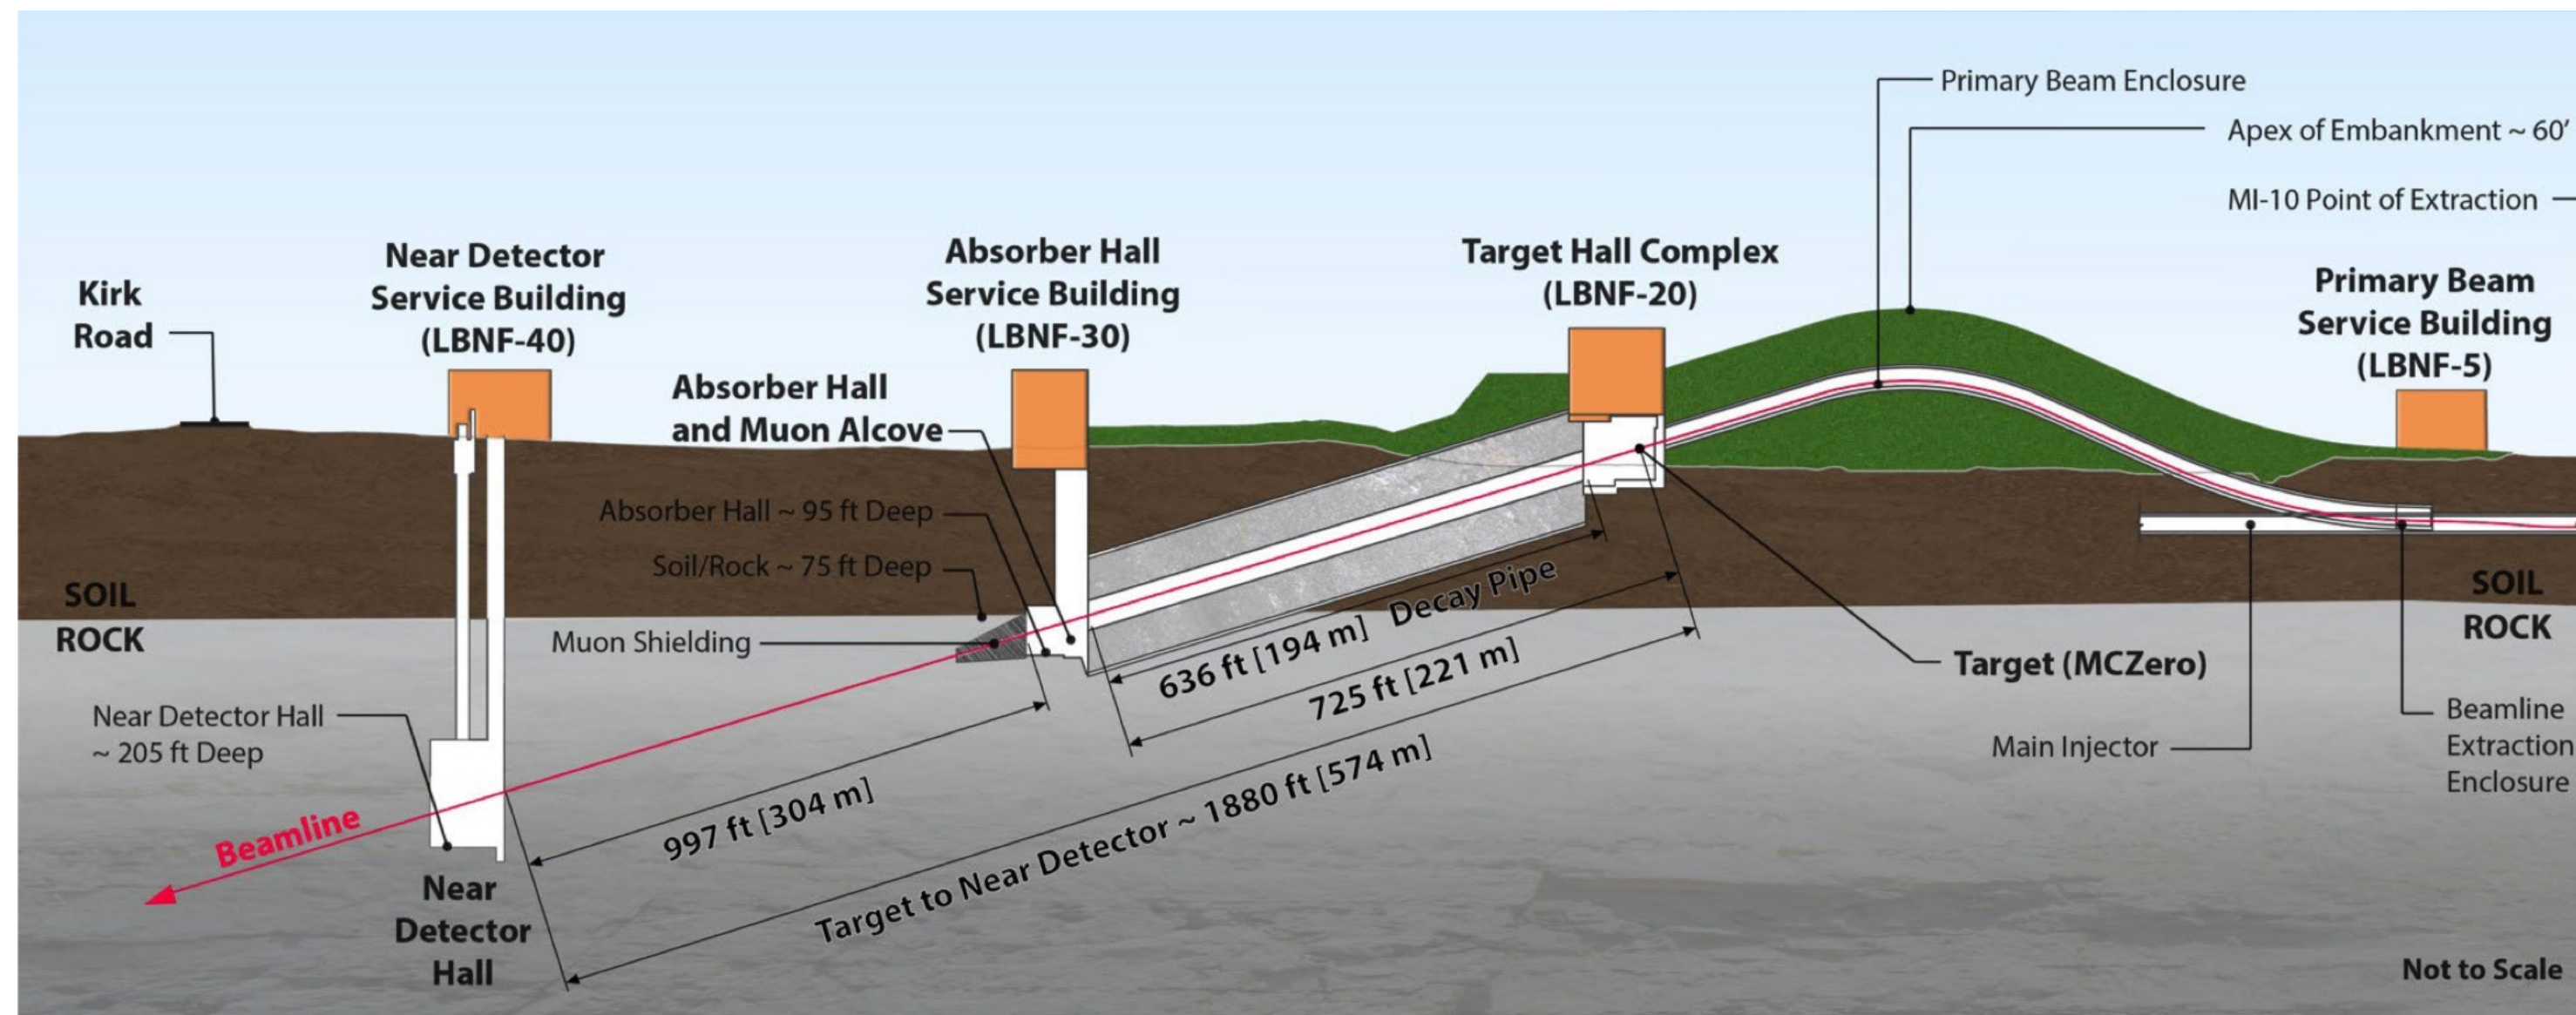 Primary Beam Enclosure
Apex of Embankment ~ 60'
MI-10 Point of Extraction
Kirk
Road
Near Detector
Service Building
(LBNF-40)
Absorber Hall
Service Building
(LBNF-30)
Target Hall Complex
(LBNF-20)
Primary Beam
Service Building
(LBNF-5)
Absorber Hall
and Muon Alcove
Absorber Hall ~ 95 ft Deep
Soil/Rock ~ 75 ft Deep
Muon Shielding
SOIL
ROCK
SOIL
ROCK
Near Detector Hall
~ 205 ft Deep
Decay Pipe
636 ft [194 m]
725 ft [221 m]
997 ft [304 m]
Target to Near Detector ~ 1880 ft [574 m]
Target (MCZero)
Main Injector
Beamline
Extraction
Enclosure
Beamline
Near
Detector
Hall
Not to Scale